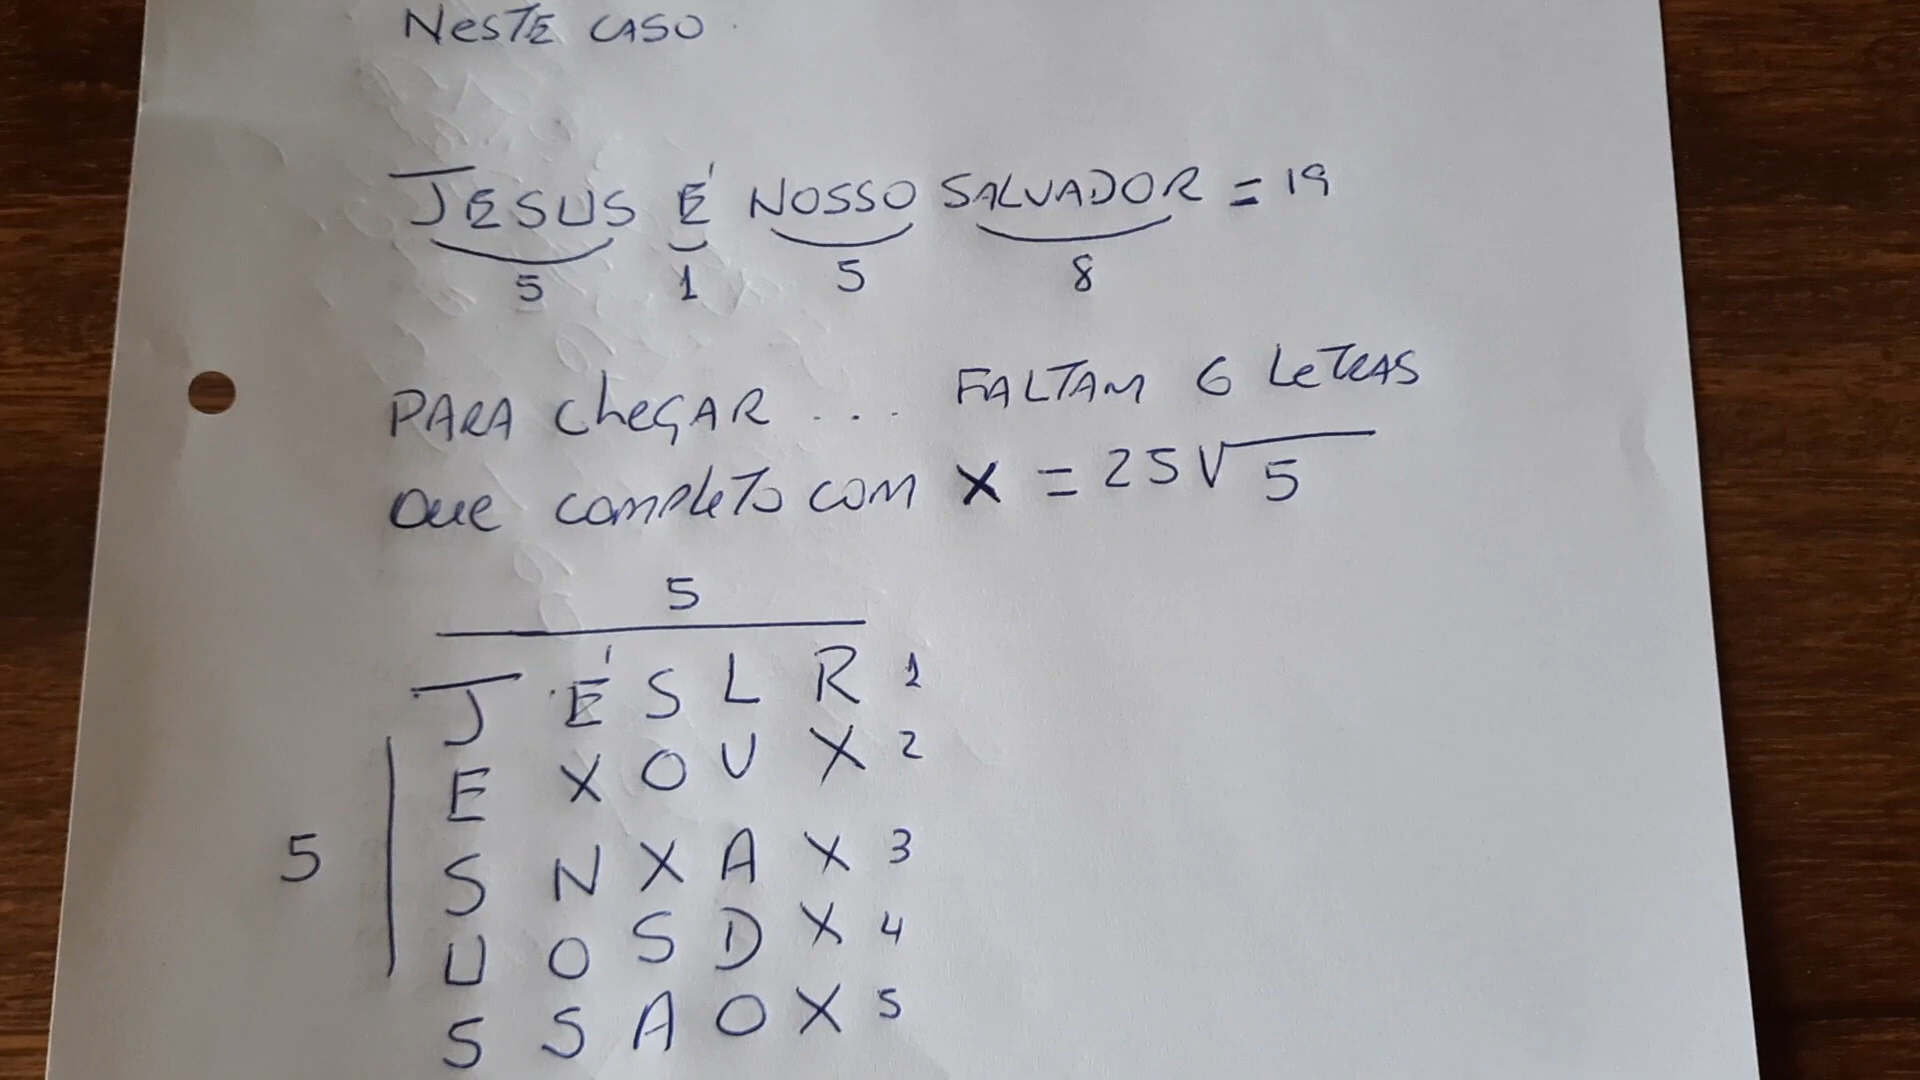 NESTE CASO
JESUS É NOSSO SALVADOR = 19
5 1 5 8
PARA CHEGAR ... FALTAM 6 LETRAS
QUE COMPLETO COM X = 25√5
5
J É S L R 1
E X O V X 2
5 S N X A X 3
U O S D X 4
S S A O X 5